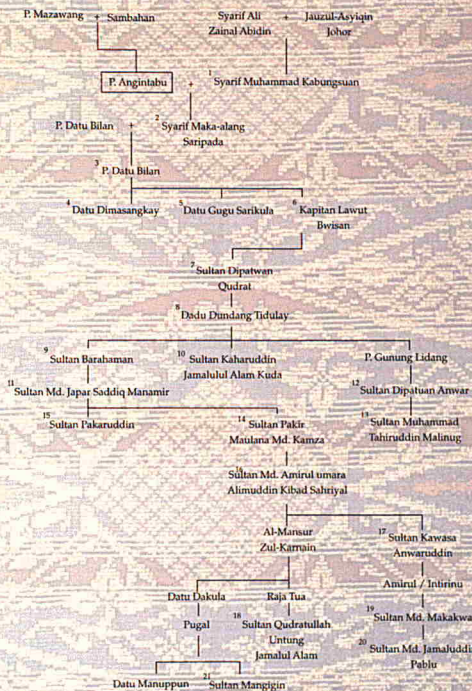 P. Mazawang + Sambahan
Syarif Ali + Jauzul-Asyiqin
Zainal Abidin Johor
P. Angintabu + 1 Syarif Muhammad Kabungsuan
P. Datu Bilan + 2 Syarif Maka-alang
Saripada
3 P. Datu Bilan
4 Datu Dimasangkay 5 Datu Gugu Sarikula 6 Kapitan Lawut
Bwisan
7 Sultan Dipatwan
Qudrat
8 Dadu Dundang Tidulay
9 Sultan Barahaman 10 Sultan Kaharuddin P. Gunung Lidang
Jamalulul Alam Kuda
11 Sultan Md. Japar Saddiq Manamir 12 Sultan Dipatuan Anwar
15 Sultan Pakaruddin 14 Sultan Pakir 13 Sultan Muhammad
Maulana Md. Kamza Tahiruddin Malinug
16 Sultan Md. Amirul umara
Alimuddin Kibad Sahriyal
Al-Mansur 17 Sultan Kawasa
Zul-Karnain Anwaruddin
Amirul / Intirinu
Datu Dakula Raja Tua
Pugal 18 Sultan Qudratullah 19 Sultan Md. Makakwa
Untung
Jamalul Alam 20 Sultan Md. Jamaluddin
Pablu
Datu Manuppun 21 Sultan Mangigin